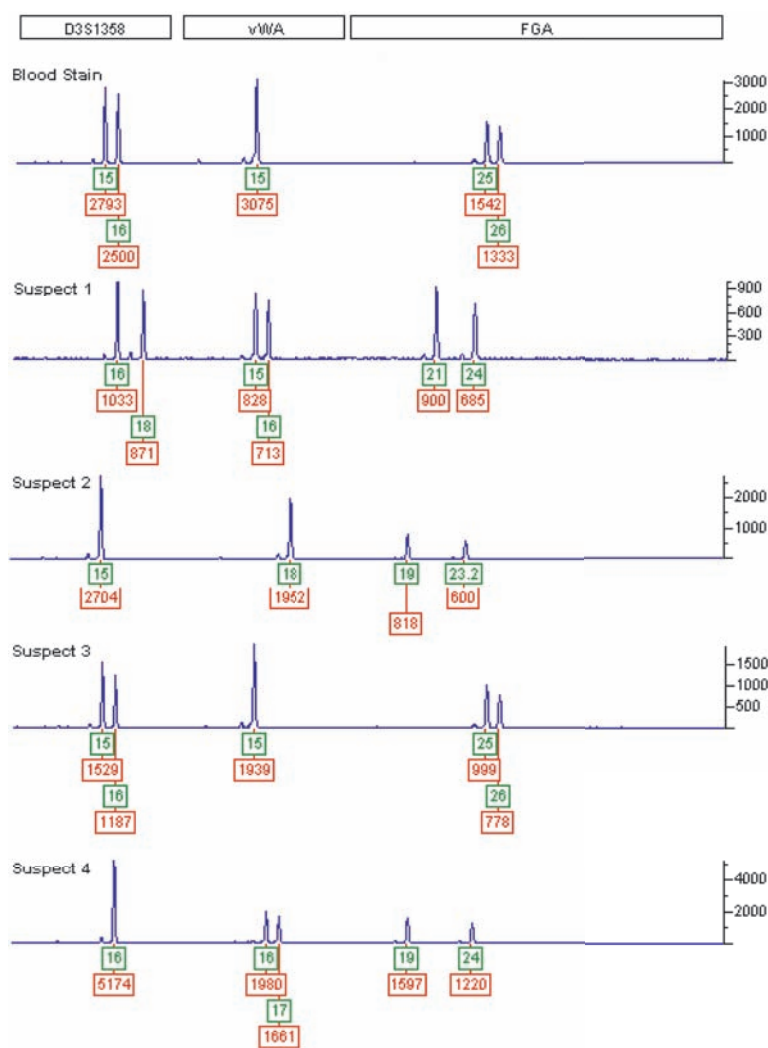 D3S1358 vWA FGA
Blood Stain
3000
2000
1000
15 15 25
2793 3075 1542
16 26
2500 1333
Suspect 1
900
600
300
16 15 21 24
1033 828 900 685
18 16
871 713
Suspect 2
2000
1000
15 18 19 23.2
2704 1952 600
818
Suspect 3
1500
1000
500
15 15 25
1529 1939 999
16 26
1187 778
Suspect 4
4000
2000
16 16 19 24
5174 1980 1597 1220
17
1661